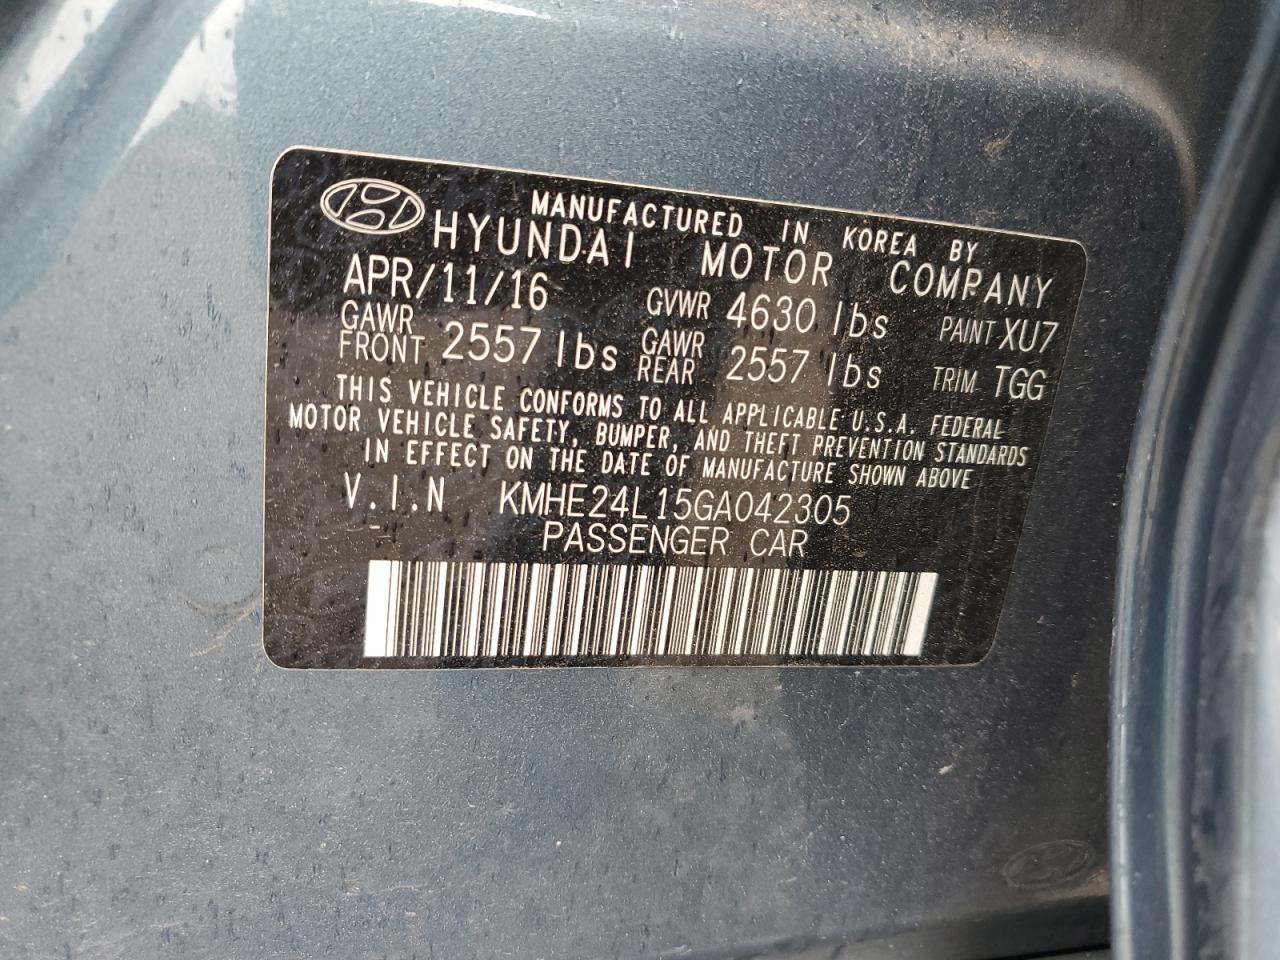 MANUFACTURED IN KOREA BY
HYUNDAI MOTOR COMPANY
APR/11/16 GVWR 4630 lbs PAINT XU7
GAWR FRONT 2557 lbs GAWR REAR 2557 lbs TRIM TGG
THIS VEHICLE CONFORMS TO ALL APPLICABLE U.S.A. FEDERAL
MOTOR VEHICLE SAFETY, BUMPER, AND THEFT PREVENTION STANDARDS
IN EFFECT ON THE DATE OF MANUFACTURE SHOWN ABOVE
V.I.N KMHE24L15GA042305
PASSENGER CAR